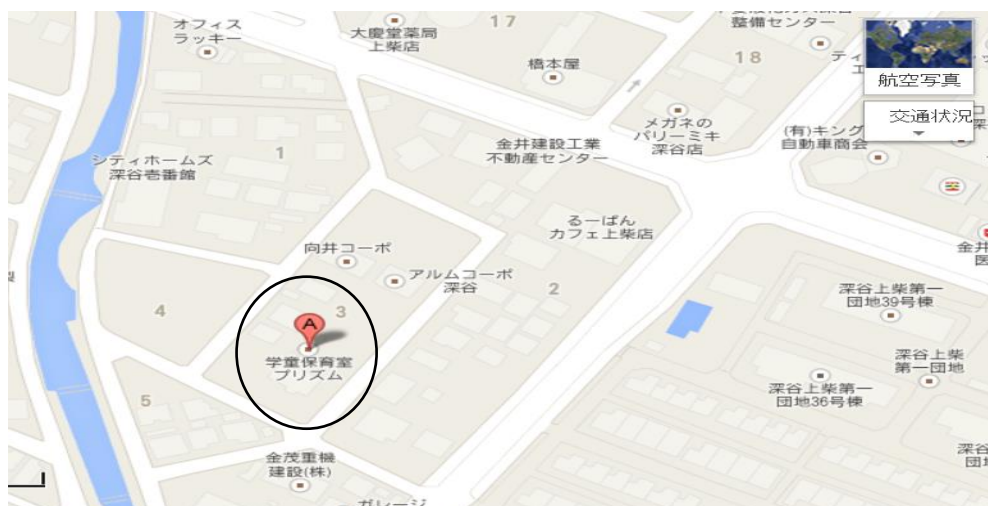 オフィス
ラッキー
大慶堂薬局
上柴店
17
整備センター
18
橋本屋
航空写真
交通状況
メガネの
パリーミキ
深谷店
(有)キング
自動車商会
金井建設工業
不動産センター
1
シティホームズ
深谷壱番館
るーぱん
カフェ上柴店
向井コーポ
アルムコーポ
深谷
2
深谷上柴第一
団地39号棟
4
3
A
学童保育室
プリズム
深谷上柴
第一団地
深谷上柴第一
団地36号棟
5
金茂重機
建設(株)
ガレージ